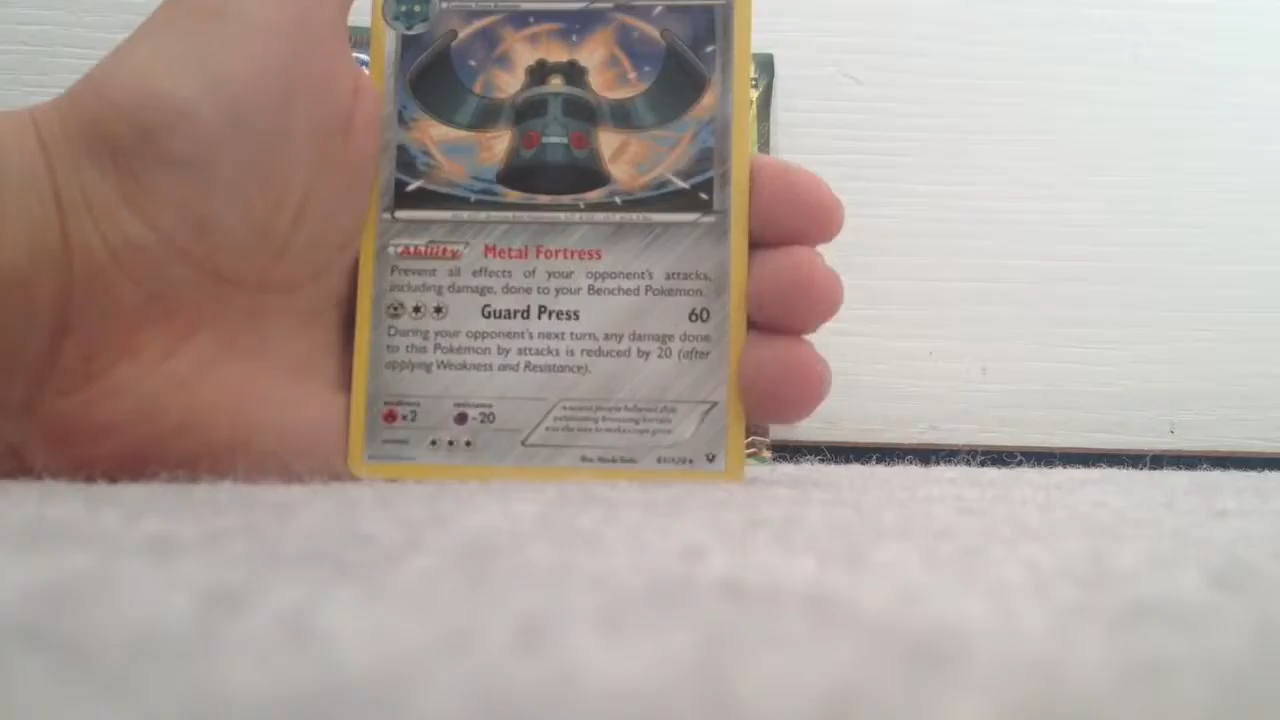 Ability Metal Fortress
Prevent all effects of your opponent's attacks,
including damage, done to your Benched Pokémon.
Guard Press 60
During your opponent's next turn, any damage done
to this Pokémon by attacks is reduced by 20 (after
applying Weakness and Resistance).
weakness resistance
×2 -20